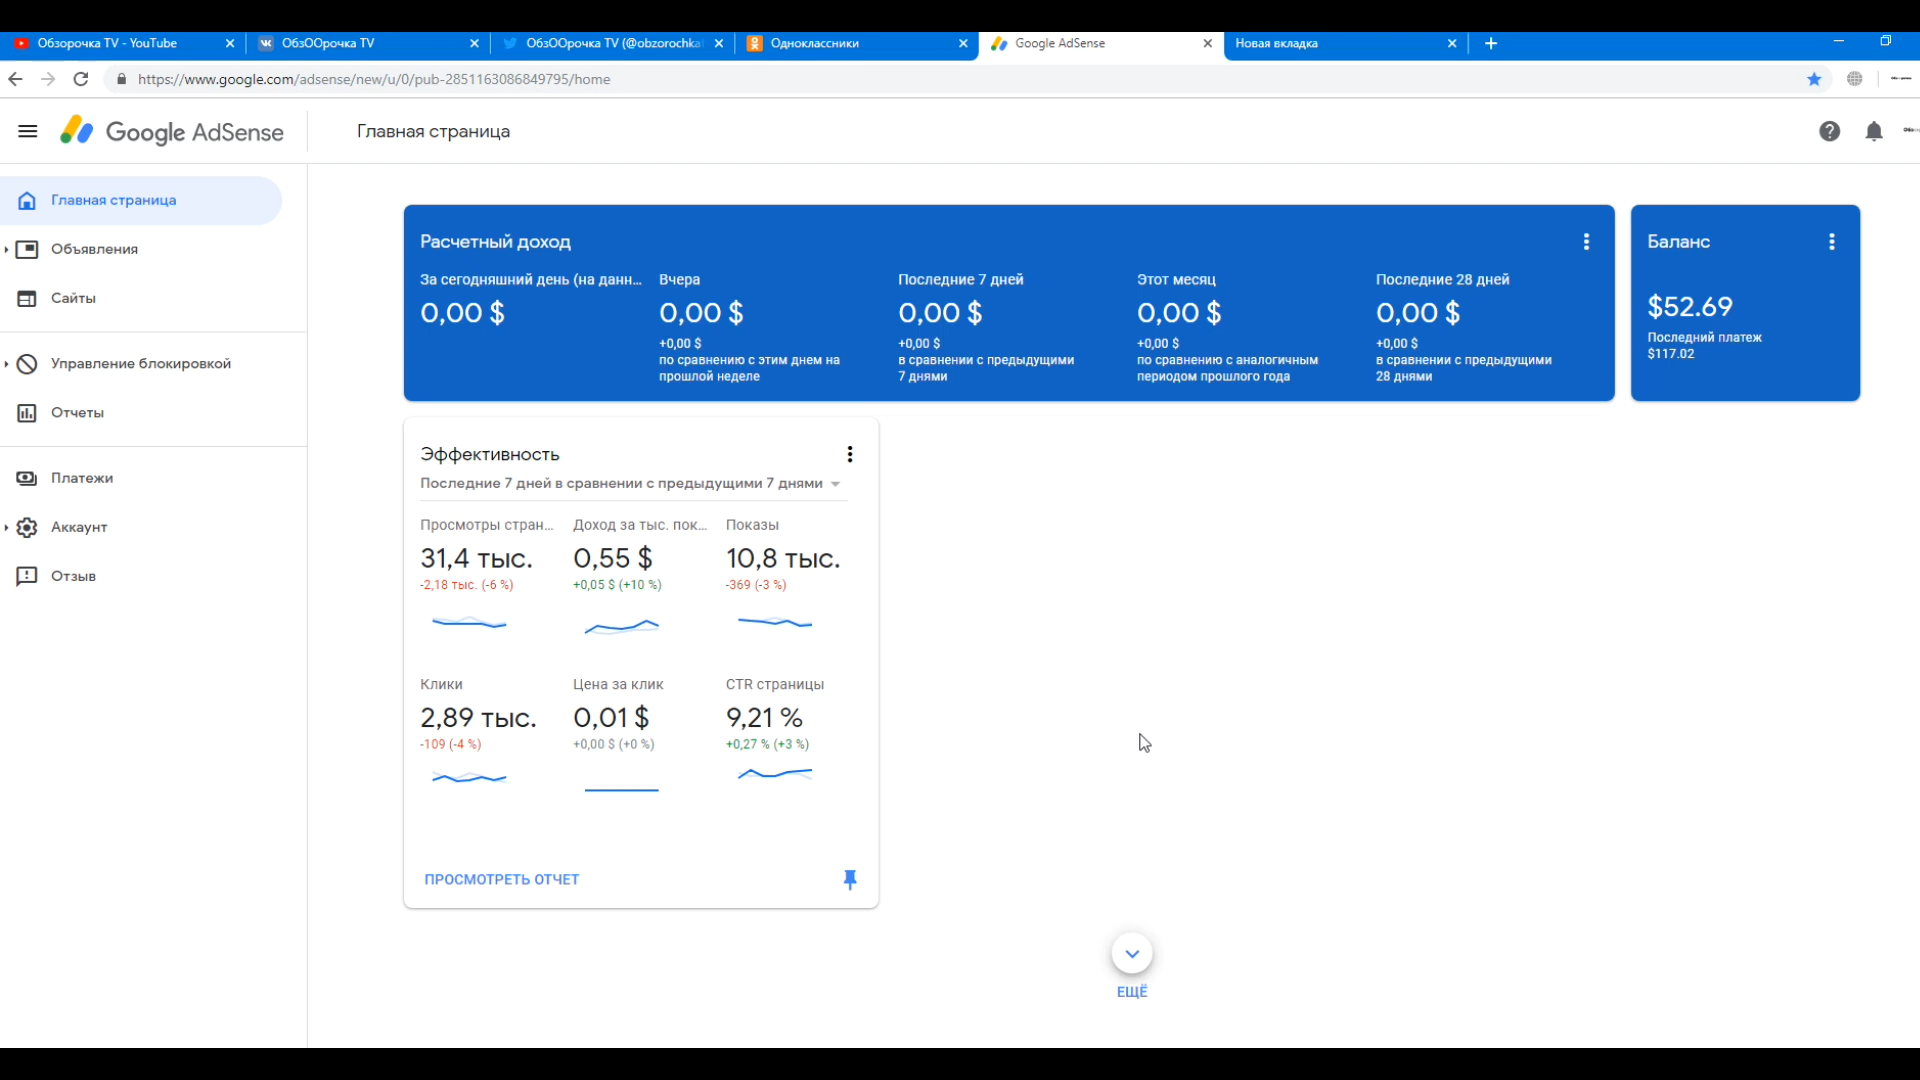 Обзорочка TV - YouTube
ОбзООрочка TV
ОбзООрочка TV (@obzorochka
Одноклассники
Google AdSense
Новая вкладка
https://www.google.com/adsense/new/u/0/pub-2851163086849795/home
Google AdSense
Главная страница
Главная страница
Объявления
Сайты
Управление блокировкой
Отчеты
Платежи
Аккаунт
Отзыв
Расчетный доход
За сегодняшний день (на данн... Вчера Последние 7 дней Этот месяц Последние 28 дней
0,00 $ 0,00 $ 0,00 $ 0,00 $ 0,00 $
+0,00 $ +0,00 $ +0,00 $ +0,00 $
по сравнению с этим днем на в сравнении с предыдущими по сравнению с аналогичным в сравнении с предыдущими
прошлой неделе 7 днями периодом прошлого года 28 днями
Баланс
$52.69
Последний платеж
$117.02
Эффективность
Последние 7 дней в сравнении с предыдущими 7 днями
Просмотры стран... Доход за тыс. пок... Показы
31,4 тыс. 0,55 $ 10,8 тыс.
-2,18 тыс. (-6 %) +0,05 $ (+10 %) -369 (-3 %)
Клики Цена за клик CTR страницы
2,89 тыс. 0,01 $ 9,21 %
-109 (-4 %) +0,00 $ (+0 %) +0,27 % (+3 %)
ПРОСМОТРЕТЬ ОТЧЕТ
ЕЩЁ